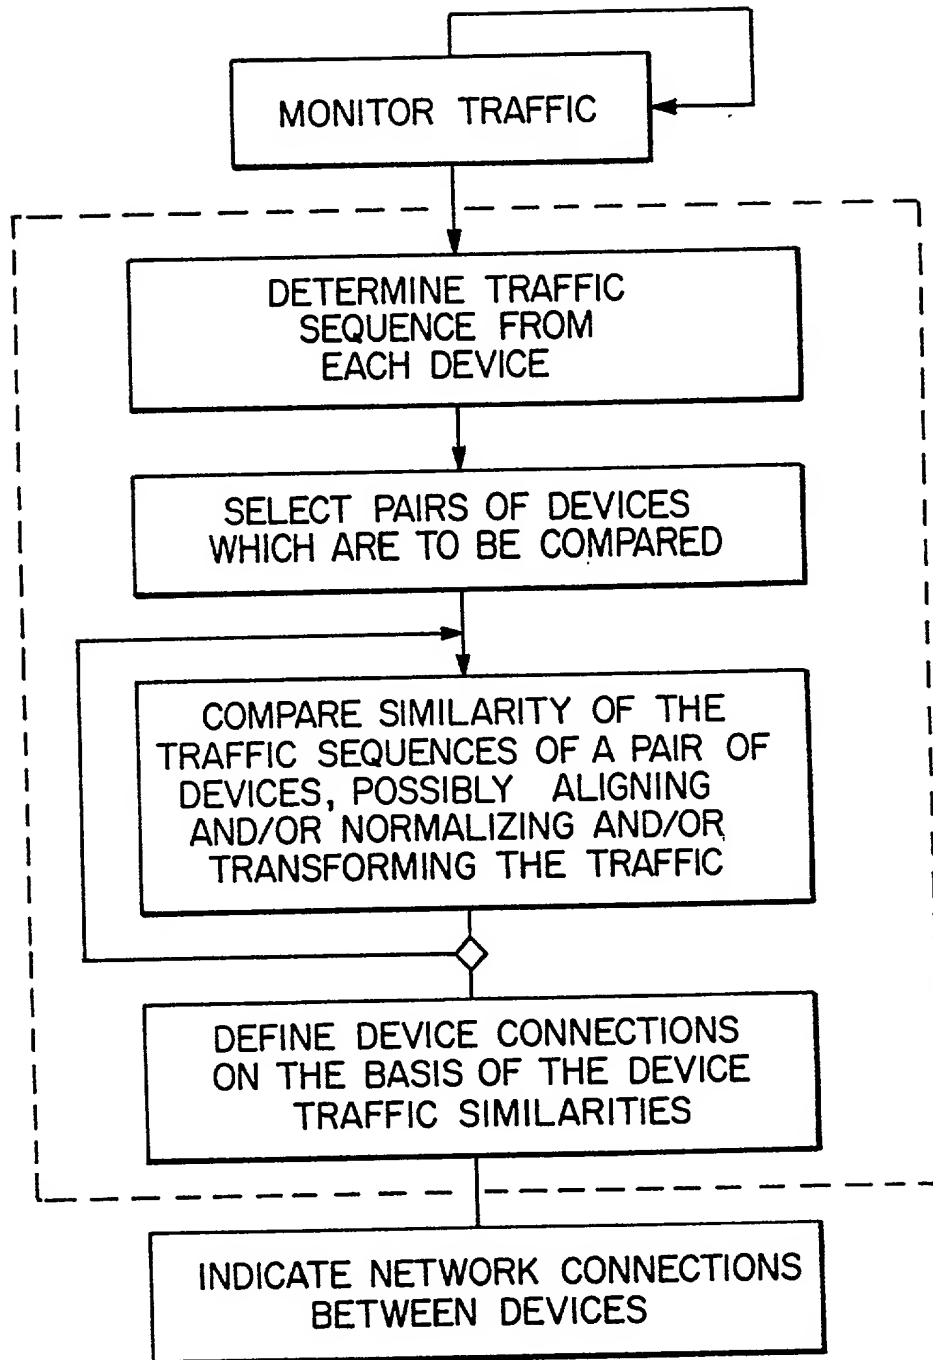 MONITOR TRAFFIC
DETERMINE TRAFFIC
SEQUENCE FROM
EACH DEVICE
SELECT PAIRS OF DEVICES
WHICH ARE TO BE COMPARED
COMPARE SIMILARITY OF THE
TRAFFIC SEQUENCES OF A PAIR OF
DEVICES, POSSIBLY ALIGNING
AND/OR NORMALIZING AND/OR
TRANSFORMING THE TRAFFIC
DEFINE DEVICE CONNECTIONS
ON THE BASIS OF THE DEVICE
TRAFFIC SIMILARITIES
INDICATE NETWORK CONNECTIONS
BETWEEN DEVICES